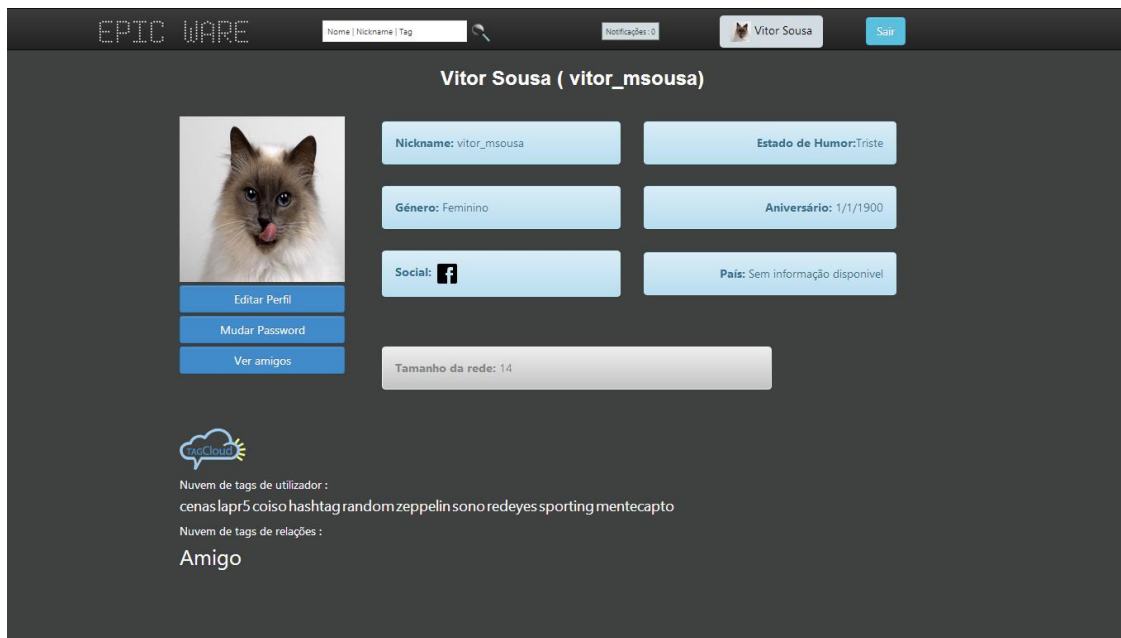 EPIC WARE
Nome | Nickname | Tag
Notificações : 0
Vitor Sousa
Sair
Vitor Sousa ( vitor_msousa)
Nickname: vitor_msousa
Estado de Humor:Triste
Género: Feminino
Aniversário: 1/1/1900
Social:
País: Sem informação disponivel
Editar Perfil
Mudar Password
Ver amigos
Tamanho da rede: 14
TAGCloud
Nuvem de tags de utilizador :
cenas lapr5 coiso hashtag random zeppelin sono redeyes sporting mentecapto
Nuvem de tags de relações :
Amigo